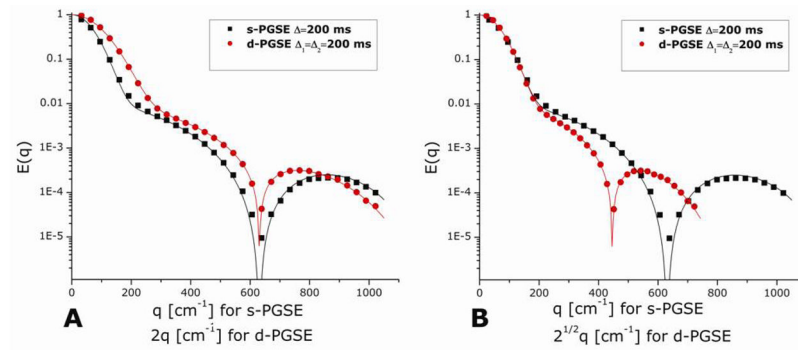 s-PGSE Δ=200 ms
d-PGSE Δ₁=Δ₂=200 ms
1
0.1
0.01
E(q)
1E-3
1E-4
1E-5
0 200 400 600 800 1000
A
q [cm⁻¹] for s-PGSE
2q [cm⁻¹] for d-PGSE
s-PGSE Δ=200 ms
d-PGSE Δ₁=Δ₂=200 ms
1
0.1
0.01
E(q)
1E-3
1E-4
1E-5
0 200 400 600 800 1000
B
q [cm⁻¹] for s-PGSE
2^1/2q [cm⁻¹] for d-PGSE